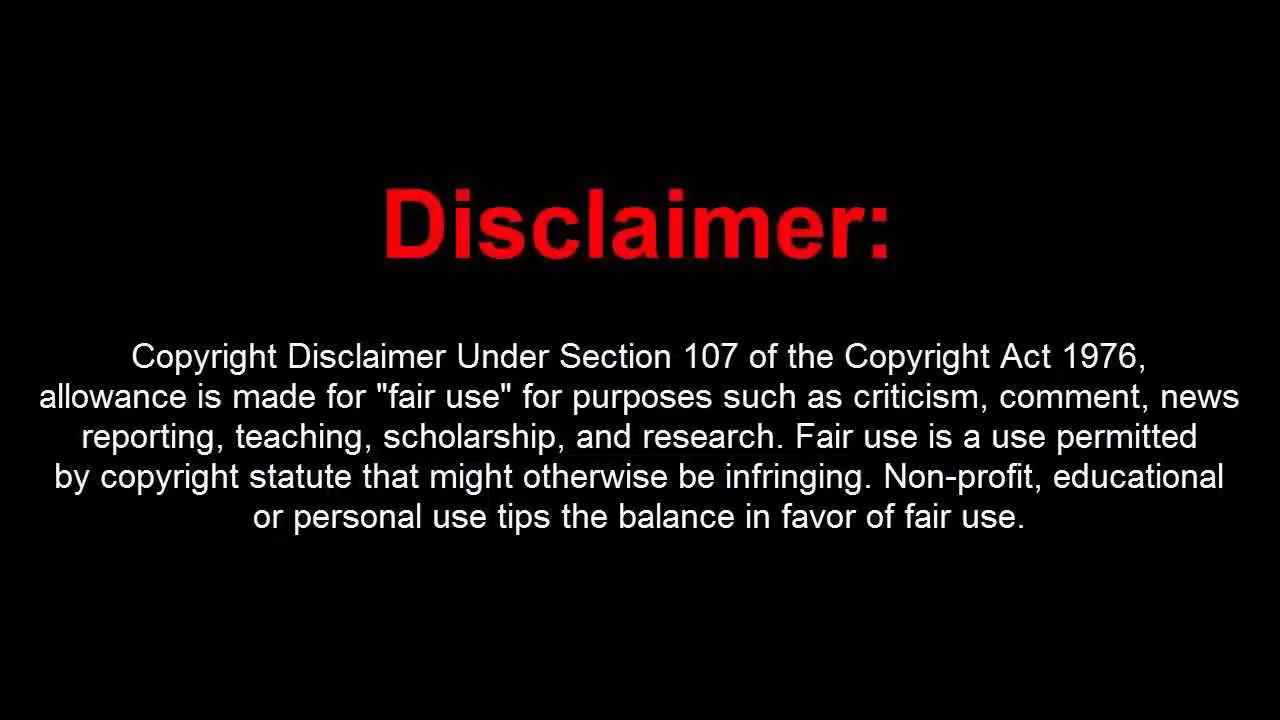 Disclaimer:
Copyright Disclaimer Under Section 107 of the Copyright Act 1976,
allowance is made for "fair use" for purposes such as criticism, comment, news
reporting, teaching, scholarship, and research. Fair use is a use permitted
by copyright statute that might otherwise be infringing. Non-profit, educational
or personal use tips the balance in favor of fair use.